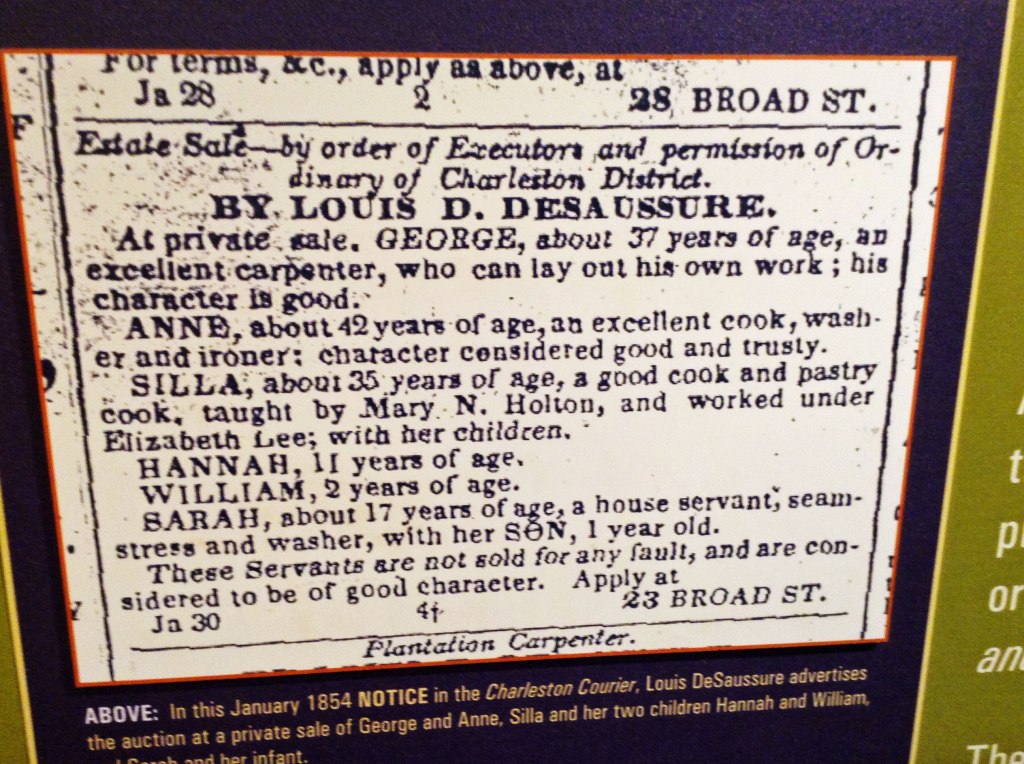 For terms, &c., apply as above, at
Ja 28 2 28 BROAD ST.
Estate Sale—by order of Executors and permission of Or-
dinary of Charleston District.
BY LOUIS D. DESAUSSURE.
At private sale. GEORGE, about 37 years of age, an
excellent carpenter, who can lay out his own work; his
character is good.
ANNE, about 42 years of age, an excellent cook, wash-
er and ironer: character considered good and trusty.
SILLA, about 35 years of age, a good cook and pastry
cook, taught by Mary N. Holton, and worked under
Elizabeth Lee; with her children.
HANNAH, 11 years of age.
WILLIAM, 2 years of age.
SARAH, about 17 years of age, a house servant, seam-
stress and washer, with her SON, 1 year old.
These Servants are not sold for any fault, and are con-
sidered to be of good character. Apply at
23 BROAD ST.
Ja 30 4†
Plantation Carpenter.
ABOVE: In this January 1854 NOTICE in the Charleston Courier, Louis DeSaussure advertises
the auction at a private sale of George and Anne, Silla and her two children Hannah and William,
and Sarah and her infant.
The